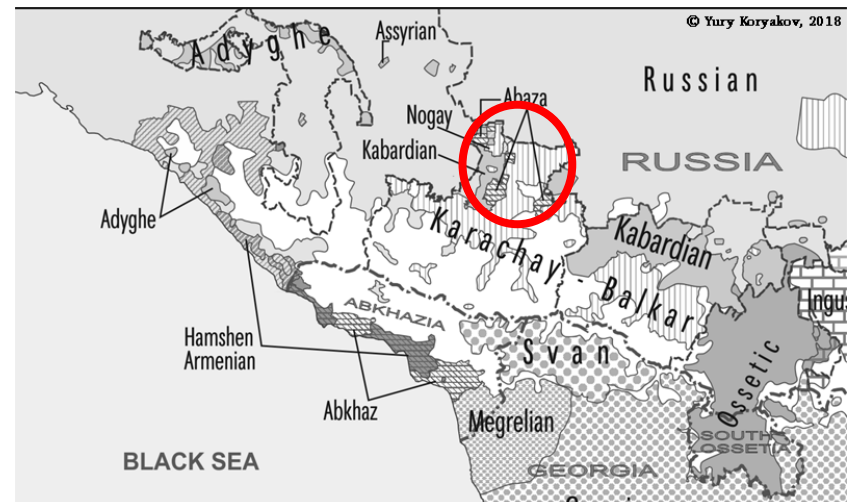 © Yury Koryakov, 2018
Adyghe
Assyrian
Russian
Abaza
Nogay
Kabardian
RUSSIA
Adyghe
Karachay - Balkar
Kabardian
ABKHAZIA
Ingus
Hamshen
Armenian
Svan
Ossetic
Abkhaz
Megrelian
SOUTH
OSSETIA
BLACK SEA
GEORGIA